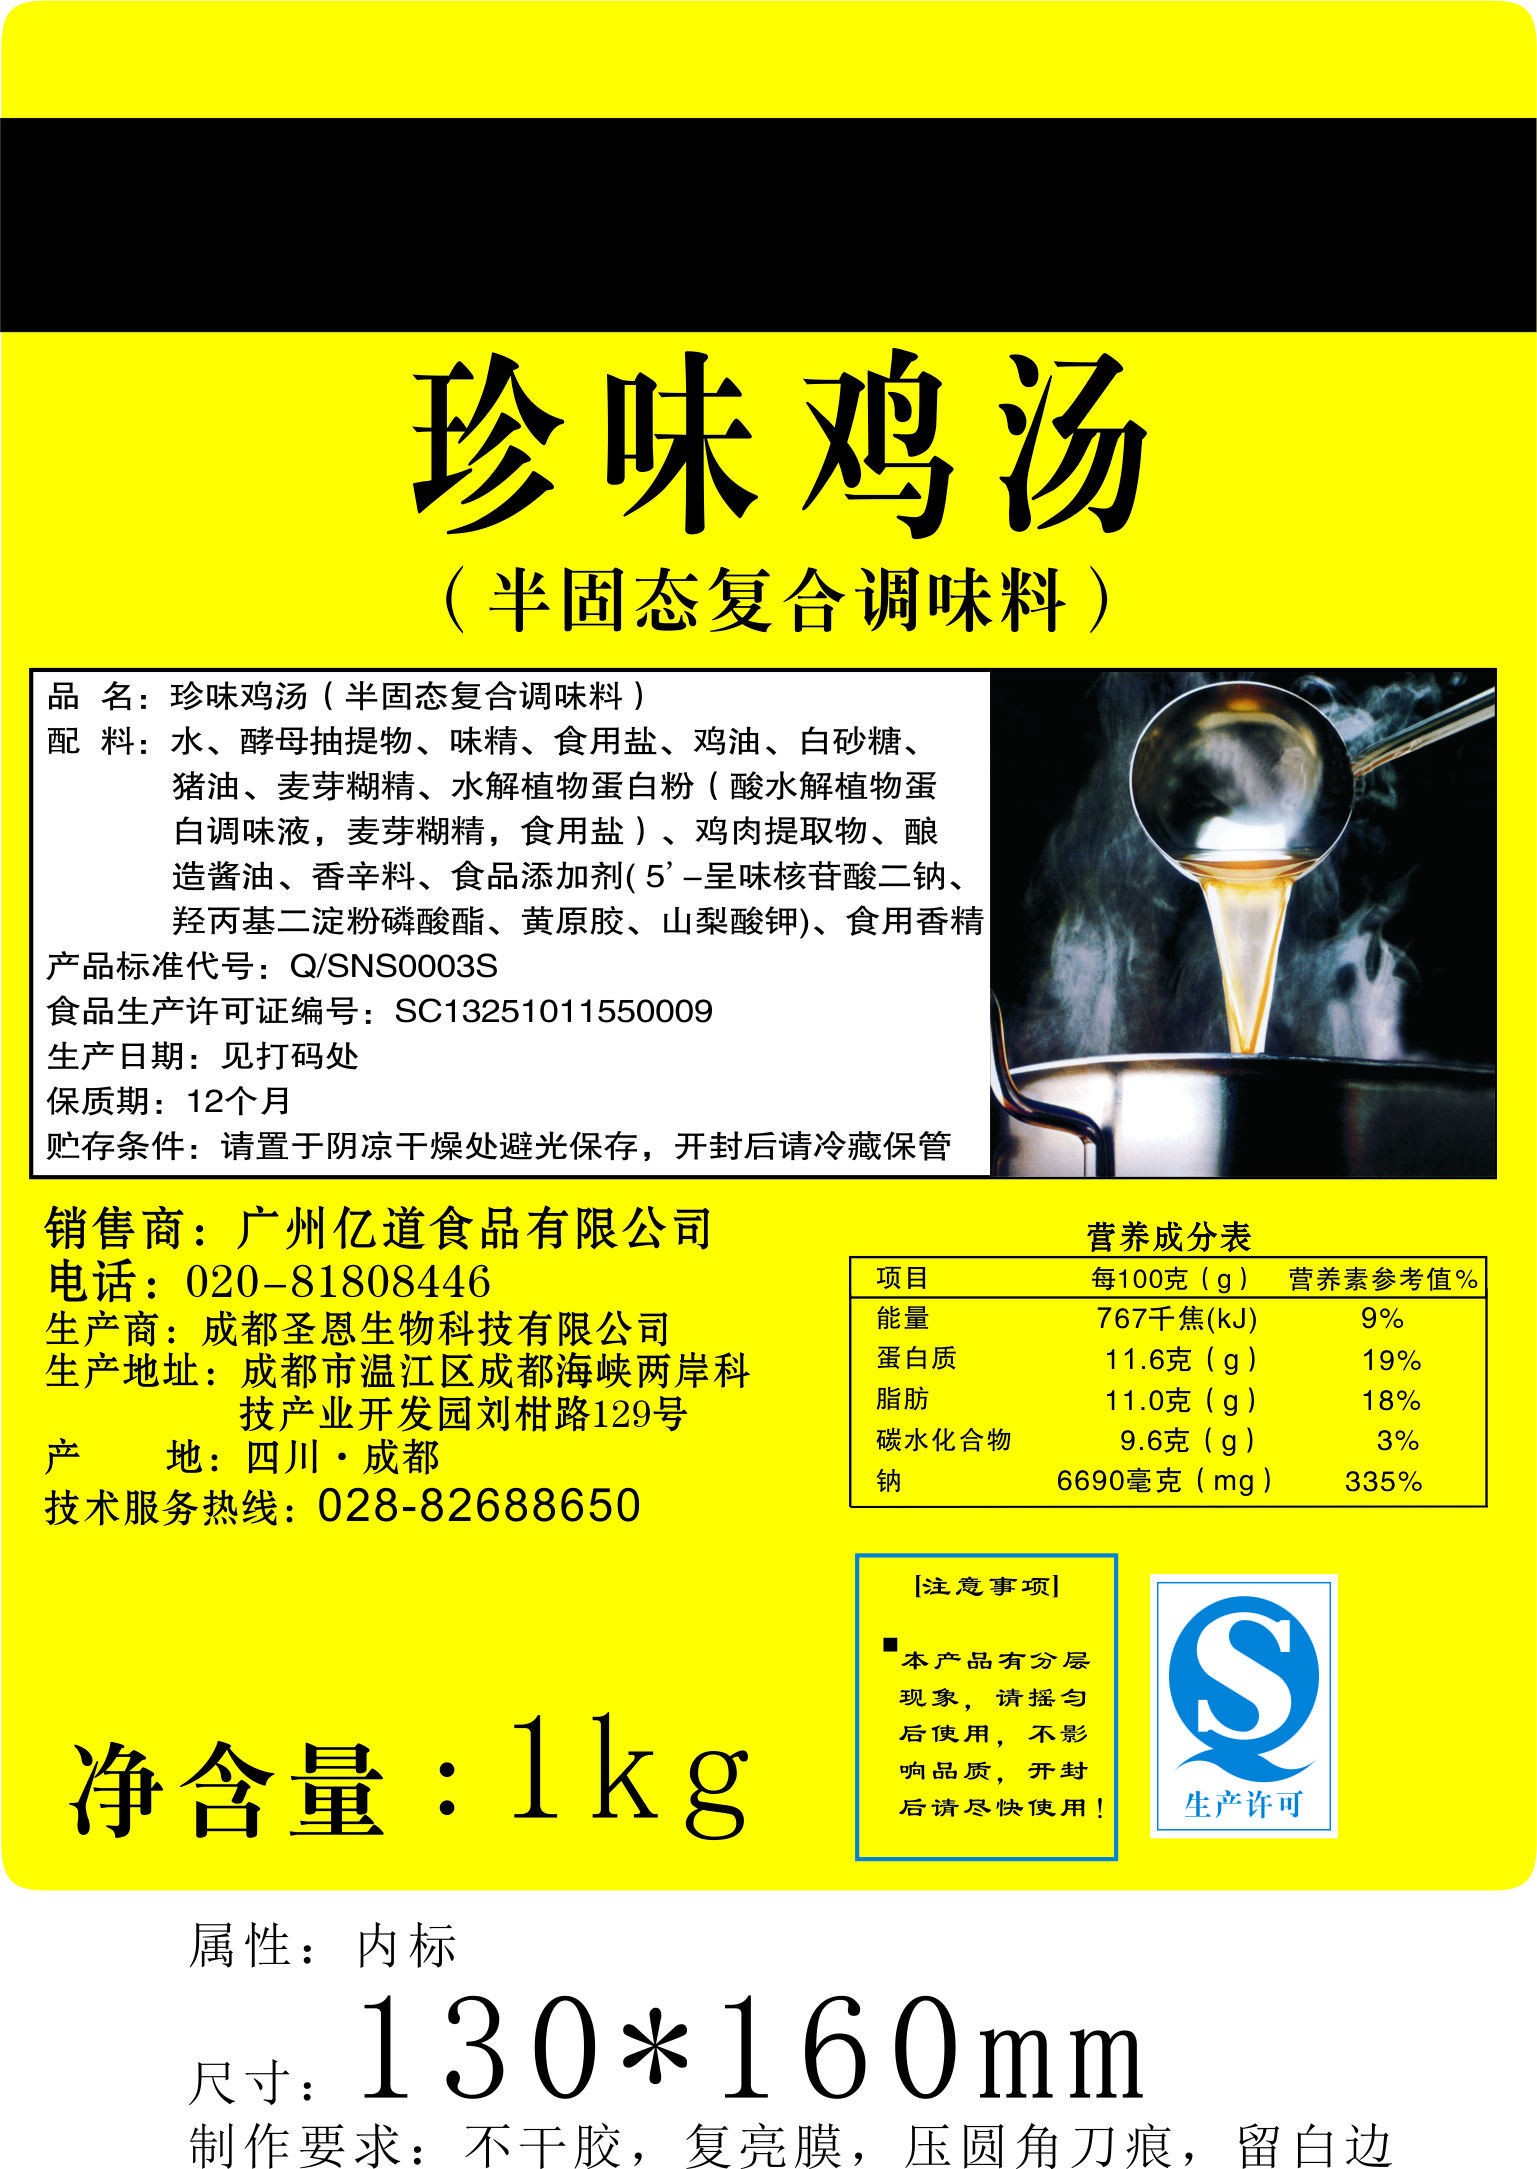 珍味鸡汤
（半固态复合调味料）
品 名：珍味鸡汤（半固态复合调味料）
配 料：水、酵母抽提物、味精、食用盐、鸡油、白砂糖、
猪油、麦芽糊精、水解植物蛋白粉（酸水解植物蛋
白调味液，麦芽糊精，食用盐）、鸡肉提取物、酿
造酱油、香辛料、食品添加剂(5’-呈味核苷酸二钠、
羟丙基二淀粉磷酸酯、黄原胶、山梨酸钾)、食用香精
产品标准代号：Q/SNS0003S
食品生产许可证编号：SC13251011550009
生产日期：见打码处
保质期：12个月
贮存条件：请置于阴凉干燥处避光保存，开封后请冷藏保管
销售商：广州亿道食品有限公司
电话：020-81808446
生产商：成都圣恩生物科技有限公司
生产地址：成都市温江区成都海峡两岸科
技产业开发园刘柑路129号
产 地：四川·成都
技术服务热线：028-82688650
营养成分表
项目 每100克（g） 营养素参考值%
能量 767千焦(kJ) 9%
蛋白质 11.6克（g） 19%
脂肪 11.0克（g） 18%
碳水化合物 9.6克（g） 3%
钠 6690毫克（mg） 335%
[注意事项]
■本产品有分层
现象，请摇匀
后使用，不影
响品质，开封
后请尽快使用！
QS
生产许可
净含量：1kg
属性：内标
尺寸：130*160mm
制作要求：不干胶，复亮膜，压圆角刀痕，留白边